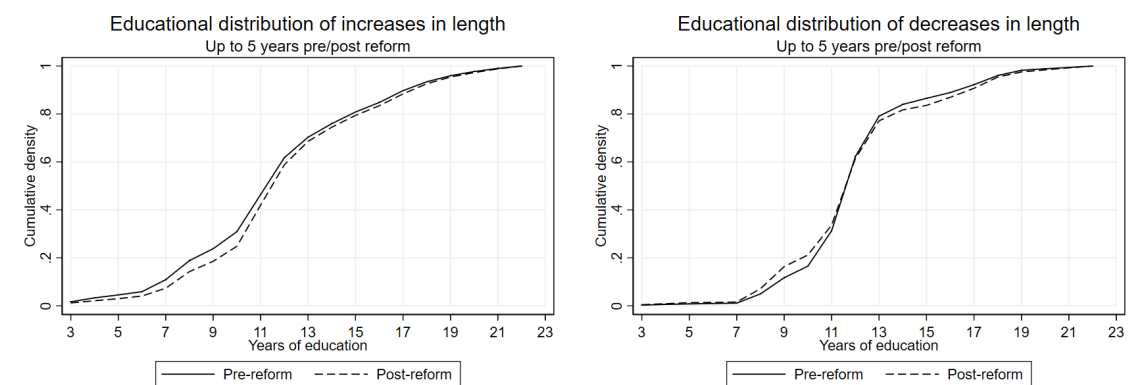 Educational distribution of increases in length
Up to 5 years pre/post reform
Cumulative density
1
.8
.6
.4
.2
0
3 5 7 9 11 13 15 17 19 21 23
Years of education
Pre-reform Post-reform
Educational distribution of decreases in length
Up to 5 years pre/post reform
Cumulative density
1
.8
.6
.4
.2
0
3 5 7 9 11 13 15 17 19 21 23
Years of education
Pre-reform Post-reform